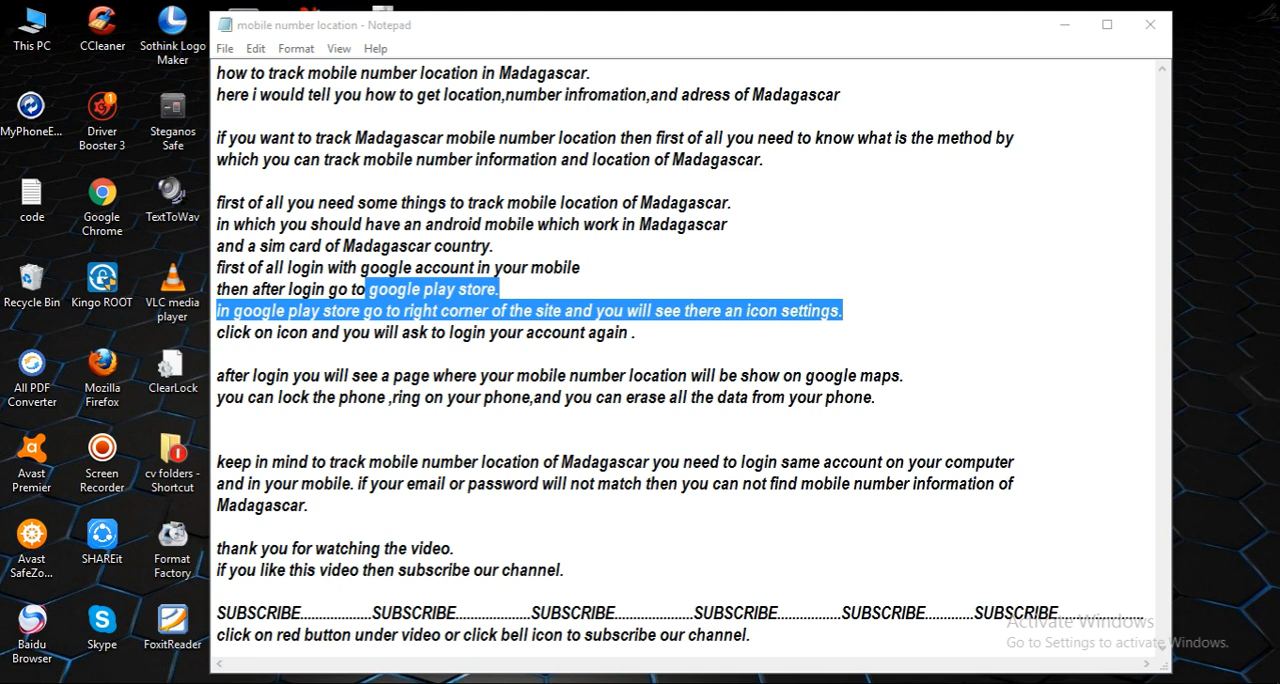 mobile number location - Notepad
File Edit Format View Help
how to track mobile number location in Madagascar.
here i would tell you how to get location,number infromation,and adress of Madagascar
if you want to track Madagascar mobile number location then first of all you need to know what is the method by
which you can track mobile number information and location of Madagascar.
first of all you need some things to track mobile location of Madagascar.
in which you should have an android mobile which work in Madagascar
and a sim card of Madagascar country.
first of all login with google account in your mobile
then after login go to google play store.
in google play store go to right corner of the site and you will see there an icon settings.
click on icon and you will ask to login your account again .
after login you will see a page where your mobile number location will be show on google maps.
you can lock the phone ,ring on your phone,and you can erase all the data from your phone.
keep in mind to track mobile number location of Madagascar you need to login same account on your computer
and in your mobile. if your email or password will not match then you can not find mobile number information of
Madagascar.
thank you for watching the video.
if you like this video then subscribe our channel.
SUBSCRIBE..................SUBSCRIBE...................SUBSCRIBE....................SUBSCRIBE................SUBSCRIBE............SUBSCRIBE......................
click on red button under video or click bell icon to subscribe our channel.
Activate Windows
Go to Settings to activate Windows.
This PC
CCleaner
Sothink Logo
Maker
MyPhoneE...
Driver
Booster 3
Steganos
Safe
code
Google
Chrome
TextToWav
Recycle Bin
Kingo ROOT
VLC media
player
All PDF
Converter
Mozilla
Firefox
ClearLock
Avast
Premier
Screen
Recorder
cv folders -
Shortcut
Avast
SafeZo...
SHAREit
Format
Factory
Baidu
Browser
Skype
FoxitReader